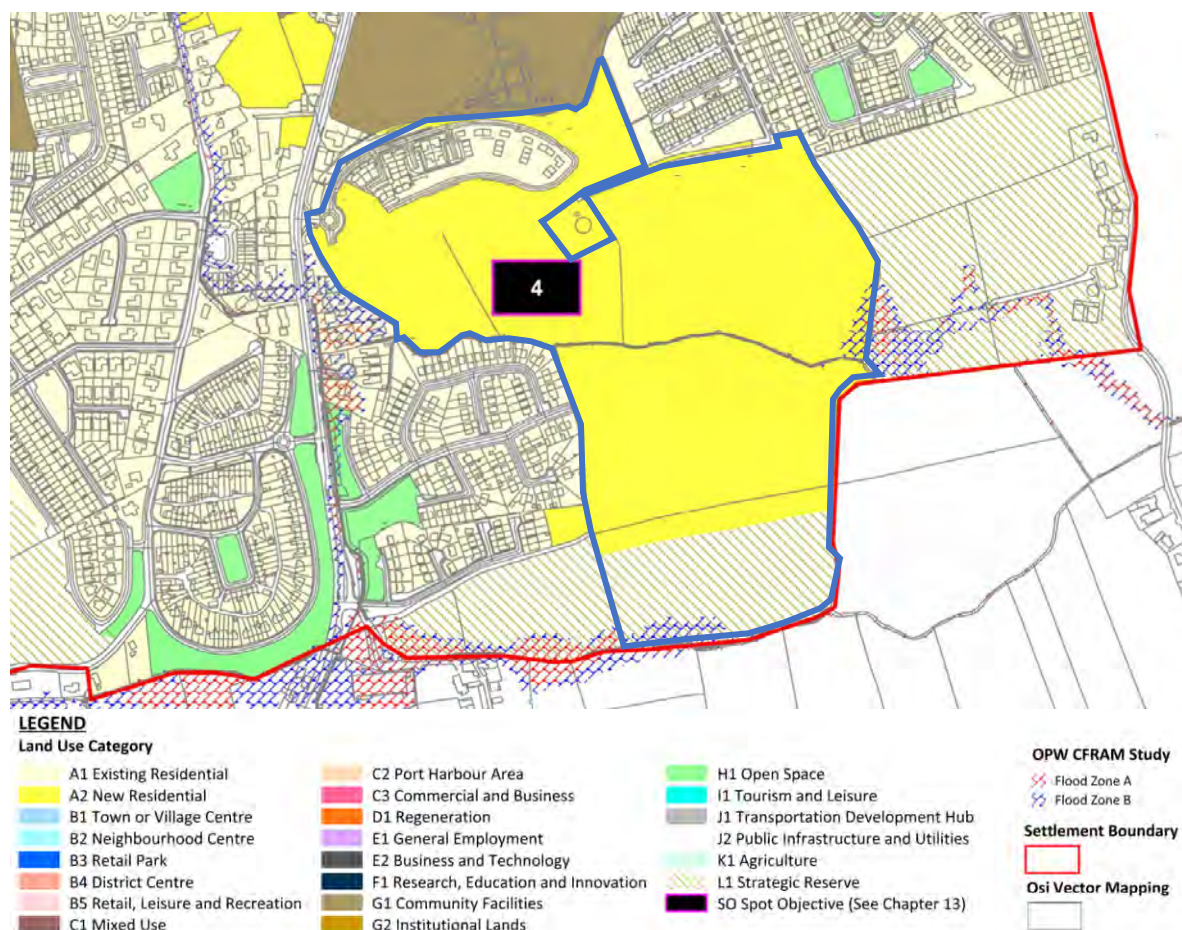 4
LEGEND
Land Use Category
A1 Existing Residential
A2 New Residential
B1 Town or Village Centre
B2 Neighbourhood Centre
B3 Retail Park
B4 District Centre
B5 Retail, Leisure and Recreation
C1 Mixed Use
C2 Port Harbour Area
C3 Commercial and Business
D1 Regeneration
E1 General Employment
E2 Business and Technology
F1 Research, Education and Innovation
G1 Community Facilities
G2 Institutional Lands
H1 Open Space
I1 Tourism and Leisure
J1 Transportation Development Hub
J2 Public Infrastructure and Utilities
K1 Agriculture
L1 Strategic Reserve
SO Spot Objective (See Chapter 13)
OPW CFRAM Study
Flood Zone A
Flood Zone B
Settlement Boundary
Osi Vector Mapping